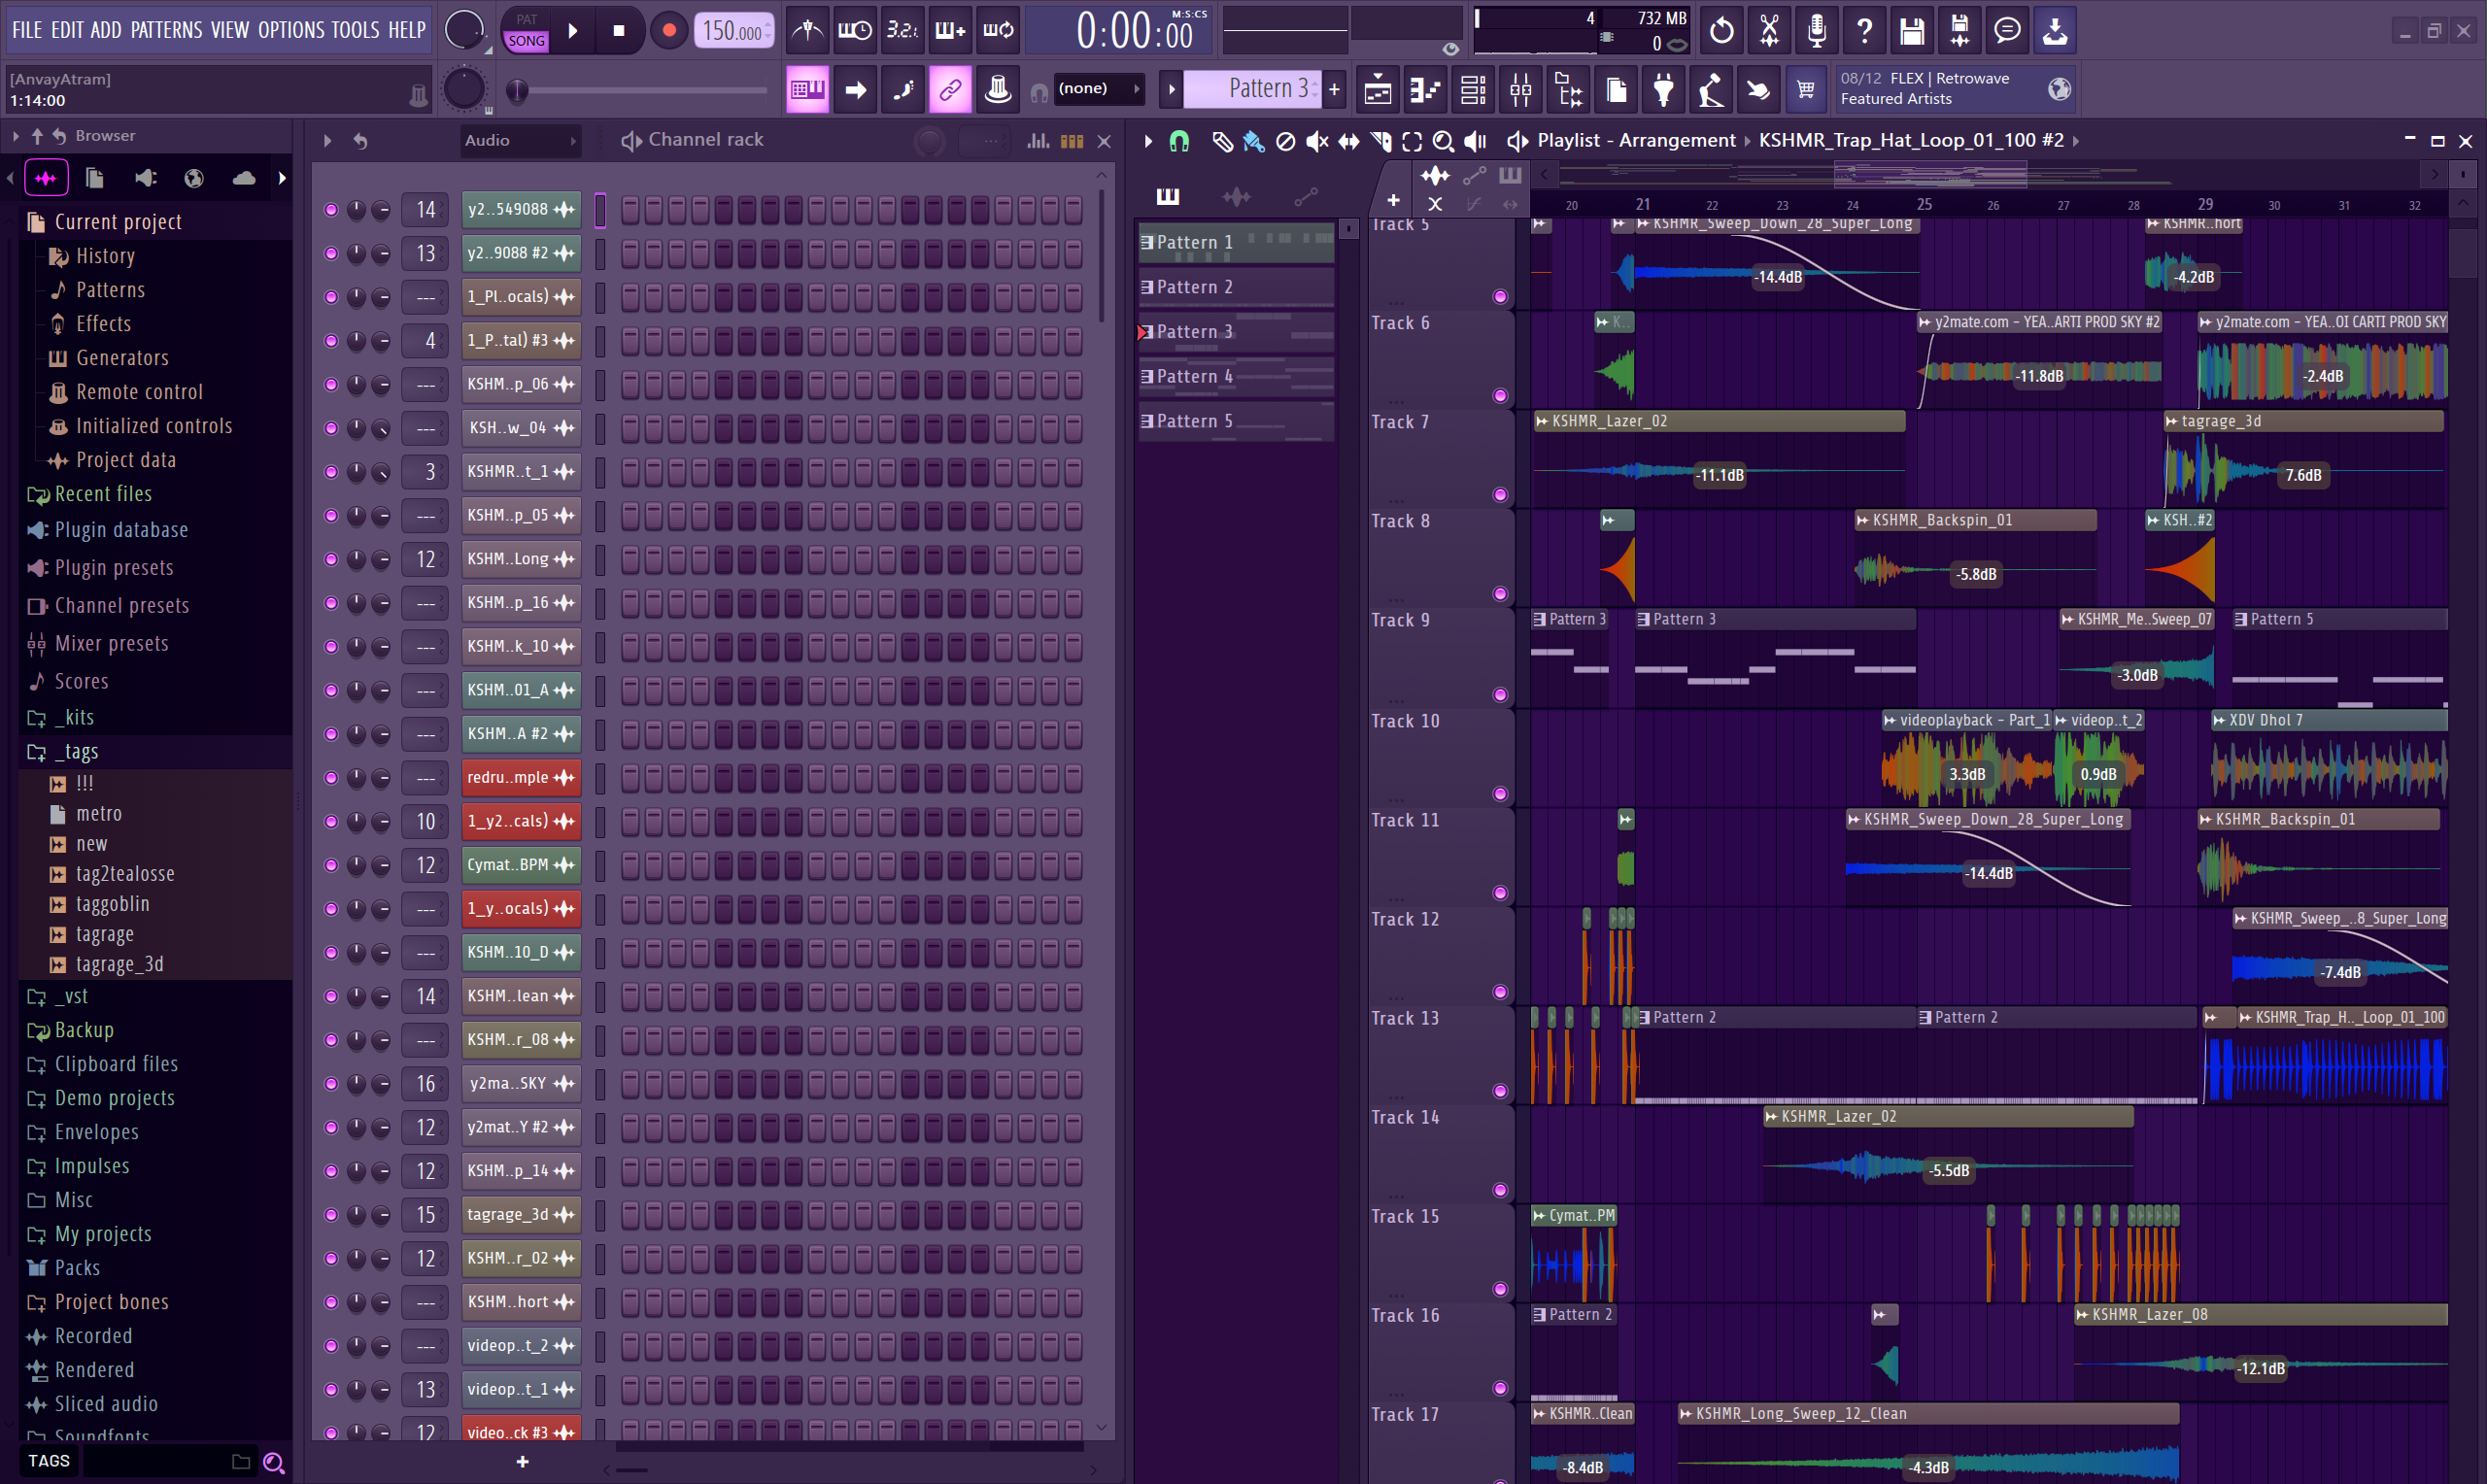 FILE EDIT ADD PATTERNS VIEW OPTIONS TOOLS HELP
PAT
SONG
150.000
3.2.
0:00:00
M:S:CS
4
732 MB
0
[AnvayAtram]
1:14:00
(none)
Pattern 3
08/12 FLEX | Retrowave
Featured Artists
Browser
Current project
History
Patterns
Effects
Generators
Remote control
Initialized controls
Project data
Recent files
Plugin database
Plugin presets
Channel presets
Mixer presets
Scores
_kits
_tags
!!!
metro
new
tag2tealosse
taggoblin
tagrage
tagrage_3d
_vst
Backup
Clipboard files
Demo projects
Envelopes
Impulses
Misc
My projects
Packs
Project bones
Recorded
Rendered
Sliced audio
Soundfonts
TAGS
Audio
Channel rack
14 y2..549088
13 y2..9088 #2
--- 1_Pl..ocals)
4 1_P..tal) #3
--- KSHM..p_06
--- KSH..w_04
3 KSHMR..t_1
--- KSHM..p_05
12 KSHM..Long
--- KSHM..p_16
--- KSHM..k_10
--- KSHM..01_A
--- KSHM..A #2
--- redru..mple
10 1_y2..cals)
12 Cymat..BPM
--- 1_y..ocals)
--- KSHM..10_D
14 KSHM..lean
--- KSHM..r_08
16 y2ma..SKY
12 y2mat..Y #2
12 KSHM..p_14
15 tagrage_3d
12 KSHM..r_02
--- KSHM..hort
--- videop..t_2
13 videop..t_1
12 video..ck #3
Playlist - Arrangement
KSHMR_Trap_Hat_Loop_01_100 #2
Pattern 1
Pattern 2
Pattern 3
Pattern 4
Pattern 5
20 21 22 23 24 25 26 27 28 29 30 31 32
Track 5
KSHMR_Sweep_Down_28_Super_Long
KSHMR..hort
-14.4dB
-4.2dB
Track 6
K..
y2mate.com - YEA..ARTI PROD SKY #2
y2mate.com - YEA..OI CARTI PROD SKY
-11.8dB
-2.4dB
Track 7
KSHMR_Lazer_02
tagrage_3d
-11.1dB
7.6dB
Track 8
KSHMR_Backspin_01
KSH..#2
-5.8dB
Track 9
Pattern 3
Pattern 3
KSHMR_Me..Sweep_07
Pattern 5
-3.0dB
Track 10
videoplayback - Part_1
videop..t_2
XDV Dhol 7
3.3dB
0.9dB
Track 11
KSHMR_Sweep_Down_28_Super_Long
KSHMR_Backspin_01
-14.4dB
Track 12
KSHMR_Sweep_..8_Super_Long
-7.4dB
Track 13
Pattern 2
Pattern 2
KSHMR_Trap_H.._Loop_01_100
Track 14
KSHMR_Lazer_02
-5.5dB
Track 15
Cymat..PM
Track 16
Pattern 2
KSHMR_Lazer_08
-12.1dB
Track 17
KSHMR..Clean
KSHMR_Long_Sweep_12_Clean
-8.4dB
-4.3dB